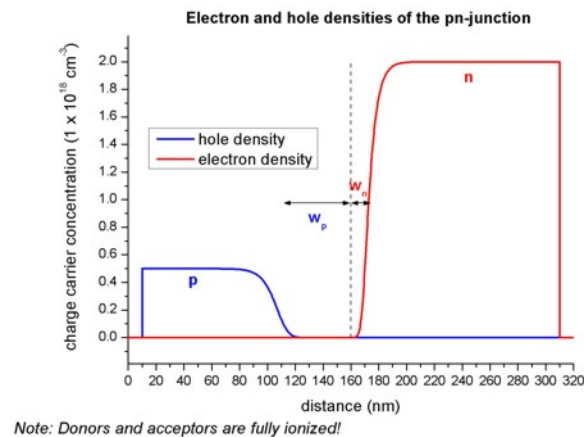 Electron and hole densities of the pn-junction
charge carrier concentration (1 x 10¹⁸ cm⁻³)
2.0
1.8
1.6
1.4
1.2
1.0
0.8
0.6
0.4
0.2
0.0
hole density
electron density
n
wₙ
wₚ
p
0 20 40 60 80 100 120 140 160 180 200 220 240 260 280 300 320
distance (nm)
Note: Donors and acceptors are fully ionized!